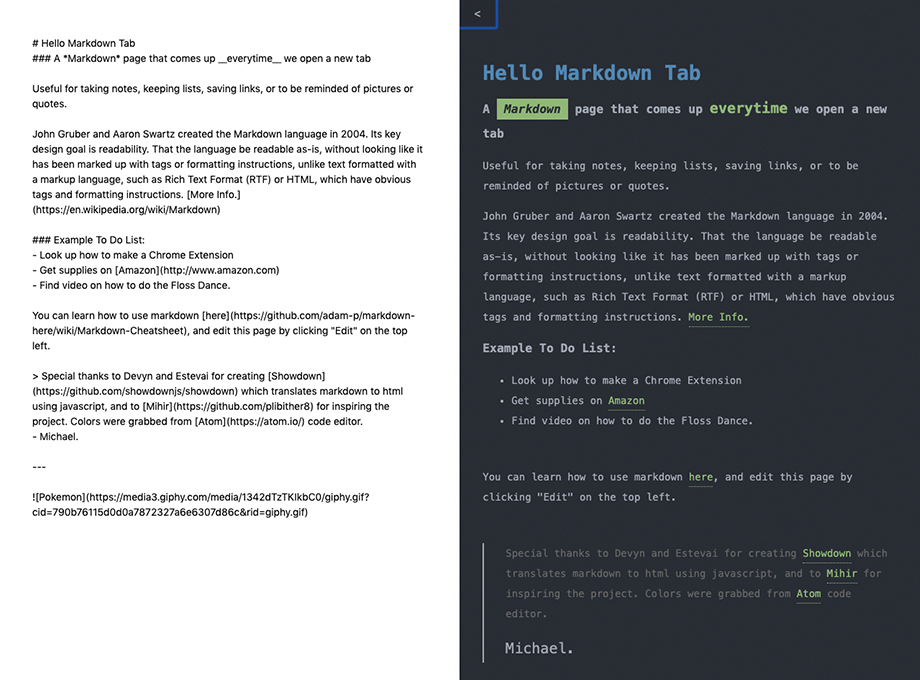 # Hello Markdown Tab
### A *Markdown* page that comes up __everytime__ we open a new tab
Useful for taking notes, keeping lists, saving links, or to be reminded of pictures or
quotes.
John Gruber and Aaron Swartz created the Markdown language in 2004. Its key
design goal is readability. That the language be readable as-is, without looking like it
has been marked up with tags or formatting instructions, unlike text formatted with
a markup language, such as Rich Text Format (RTF) or HTML, which have obvious
tags and formatting instructions. [More Info.]
(https://en.wikipedia.org/wiki/Markdown)
### Example To Do List:
- Look up how to make a Chrome Extension
- Get supplies on [Amazon](http://www.amazon.com)
- Find video on how to do the Floss Dance.
You can learn how to use markdown [here](https://github.com/adam-p/markdown-
here/wiki/Markdown-Cheatsheet), and edit this page by clicking "Edit" on the top
left.
> Special thanks to Devyn and Estevai for creating [Showdown]
(https://github.com/showdownjs/showdown) which translates markdown to html
using javascript, and to [Mihir](https://github.com/plibither8) for inspiring the
project. Colors were grabbed from [Atom](https://atom.io/) code editor.
- Michael.
---
![Pokemon](https://media3.giphy.com/media/1342dTzTKIkbC0/giphy.gif?
cid=790b76115d0d0a7872327a6e6307d86c&rid=giphy.gif)
<
Hello Markdown Tab
A Markdown page that comes up everytime we open a new
tab
Useful for taking notes, keeping lists, saving links, or to be
reminded of pictures or quotes.
John Gruber and Aaron Swartz created the Markdown language in 2004.
Its key design goal is readability. That the language be readable
as-is, without looking like it has been marked up with tags or
formatting instructions, unlike text formatted with a markup
language, such as Rich Text Format (RTF) or HTML, which have obvious
tags and formatting instructions. More Info.
Example To Do List:
• Look up how to make a Chrome Extension
• Get supplies on Amazon
• Find video on how to do the Floss Dance.
You can learn how to use markdown here, and edit this page by
clicking "Edit" on the top left.
Special thanks to Devyn and Estevai for creating Showdown which
translates markdown to html using javascript, and to Mihir for
inspiring the project. Colors were grabbed from Atom code
editor.
Michael.